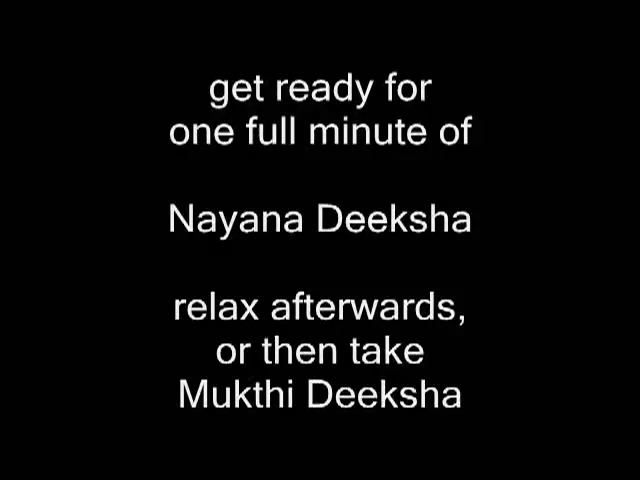 get ready for
one full minute of
Nayana Deeksha
relax afterwards,
or then take
Mukthi Deeksha